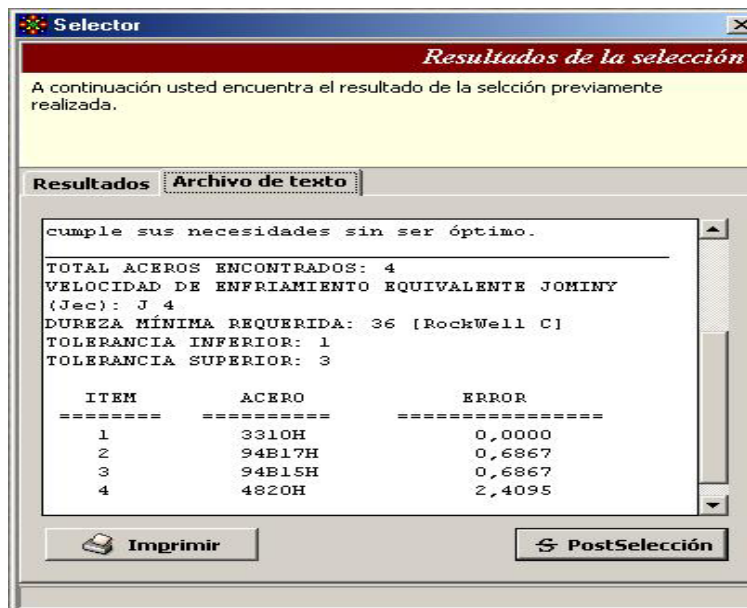 Selector
Resultados de la selección
A continuación usted encuentra el resultado de la selcción previamente
realizada.
Resultados Archivo de texto
cumple sus necesidades sin ser óptimo.
TOTAL ACEROS ENCONTRADOS: 4
VELOCIDAD DE ENFRIAMIENTO EQUIVALENTE JOMINY
(Jec): J 4
DUREZA MÍNIMA REQUERIDA: 36 [RockWell C]
TOLERANCIA INFERIOR: 1
TOLERANCIA SUPERIOR: 3
ITEM ACERO ERROR
======== ========== ================
1 3310H 0,0000
2 94B17H 0,6867
3 94B15H 0,6867
4 4820H 2,4095
Imprimir PostSelección